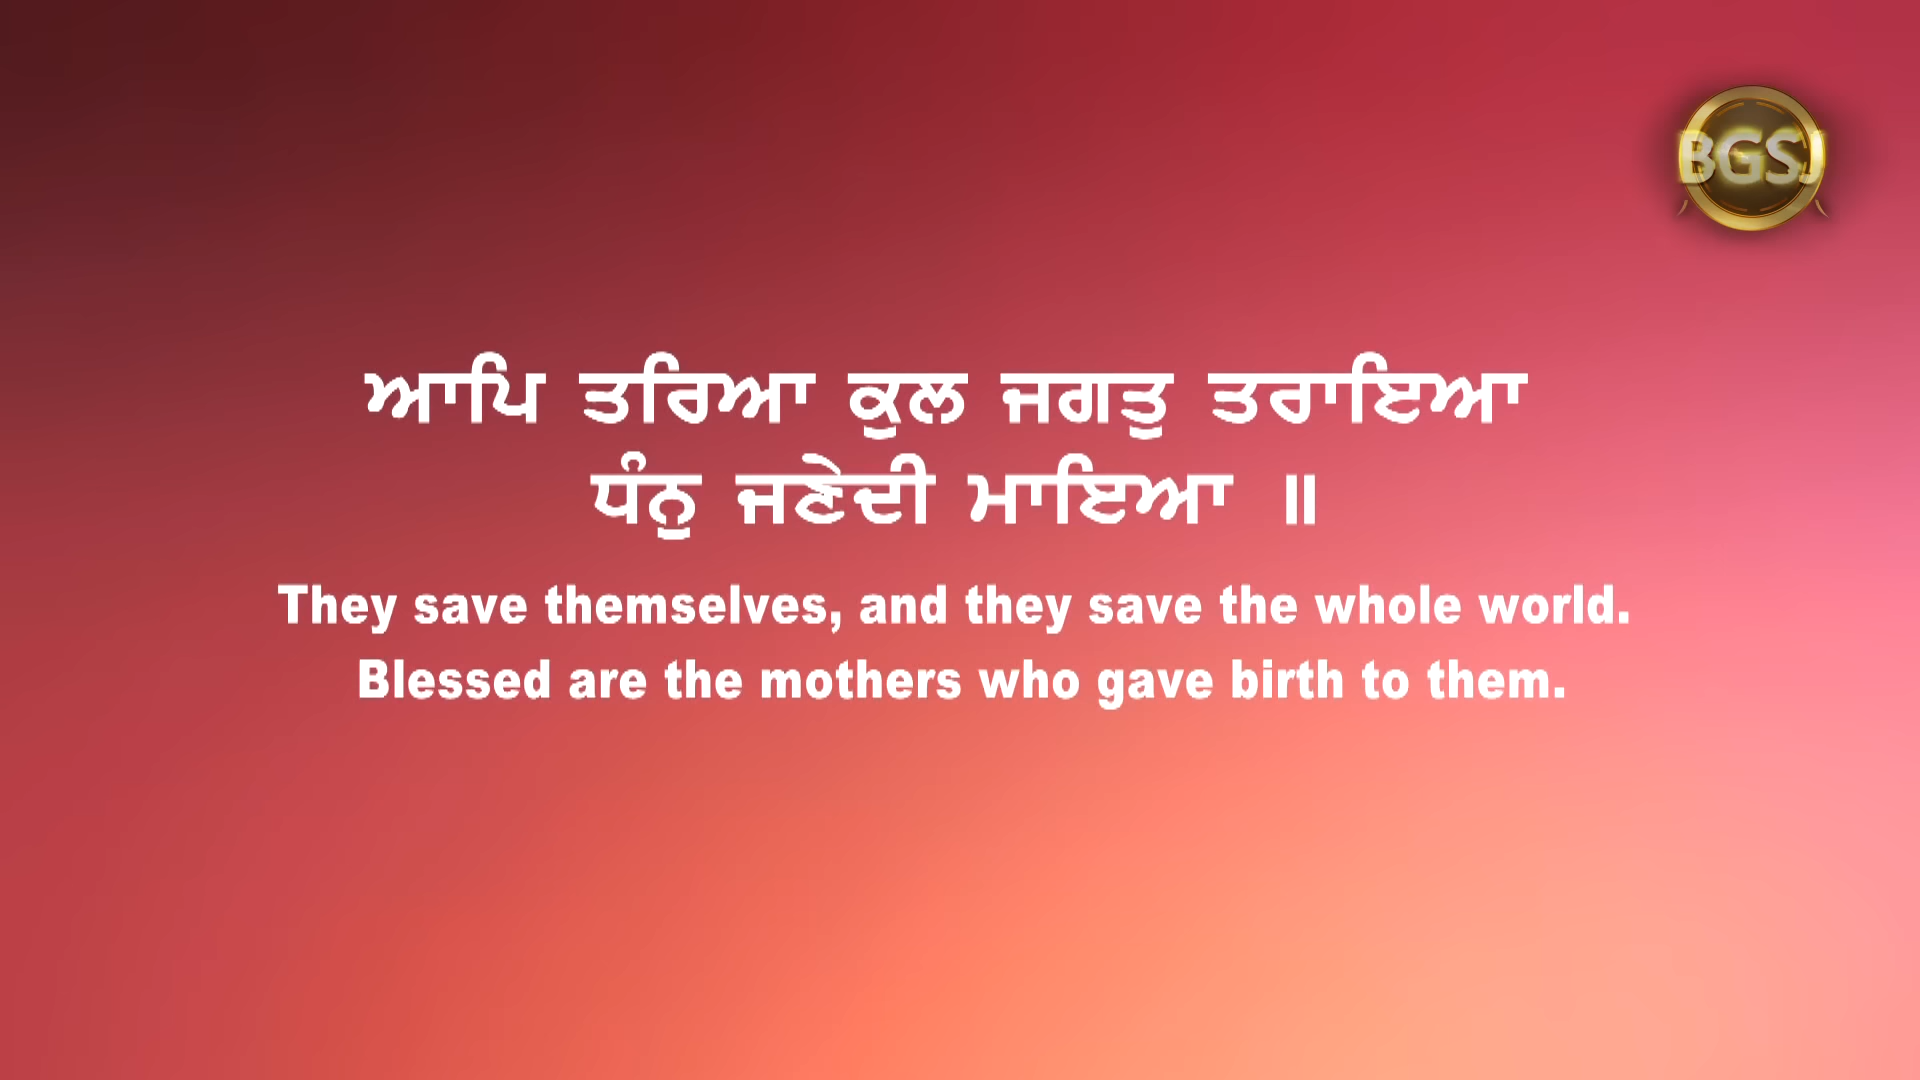 BGSJ
ਆਪਿ ਤਰਿਆ ਕੁਲ ਜਗਤੁ ਤਰਾਇਆ
ਧੰਨੁ ਜਣੇਦੀ ਮਾਇਆ ॥
They save themselves, and they save the whole world.
Blessed are the mothers who gave birth to them.